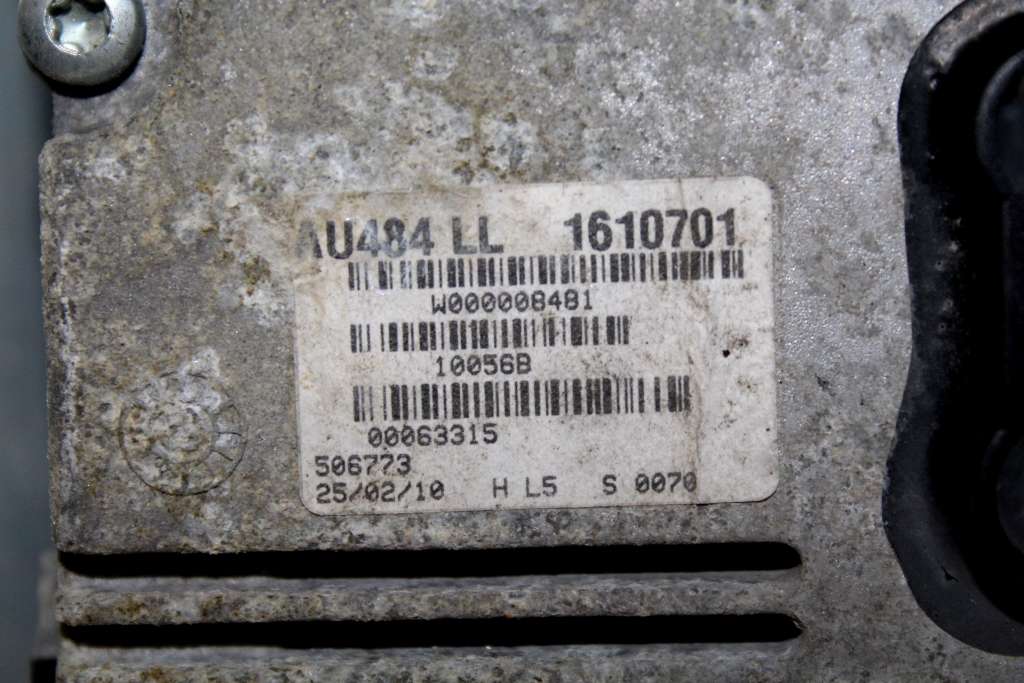 AU484 LL 1610701
W000008481
10056B
00063315
506773
25/02/10 H L5 S 0070